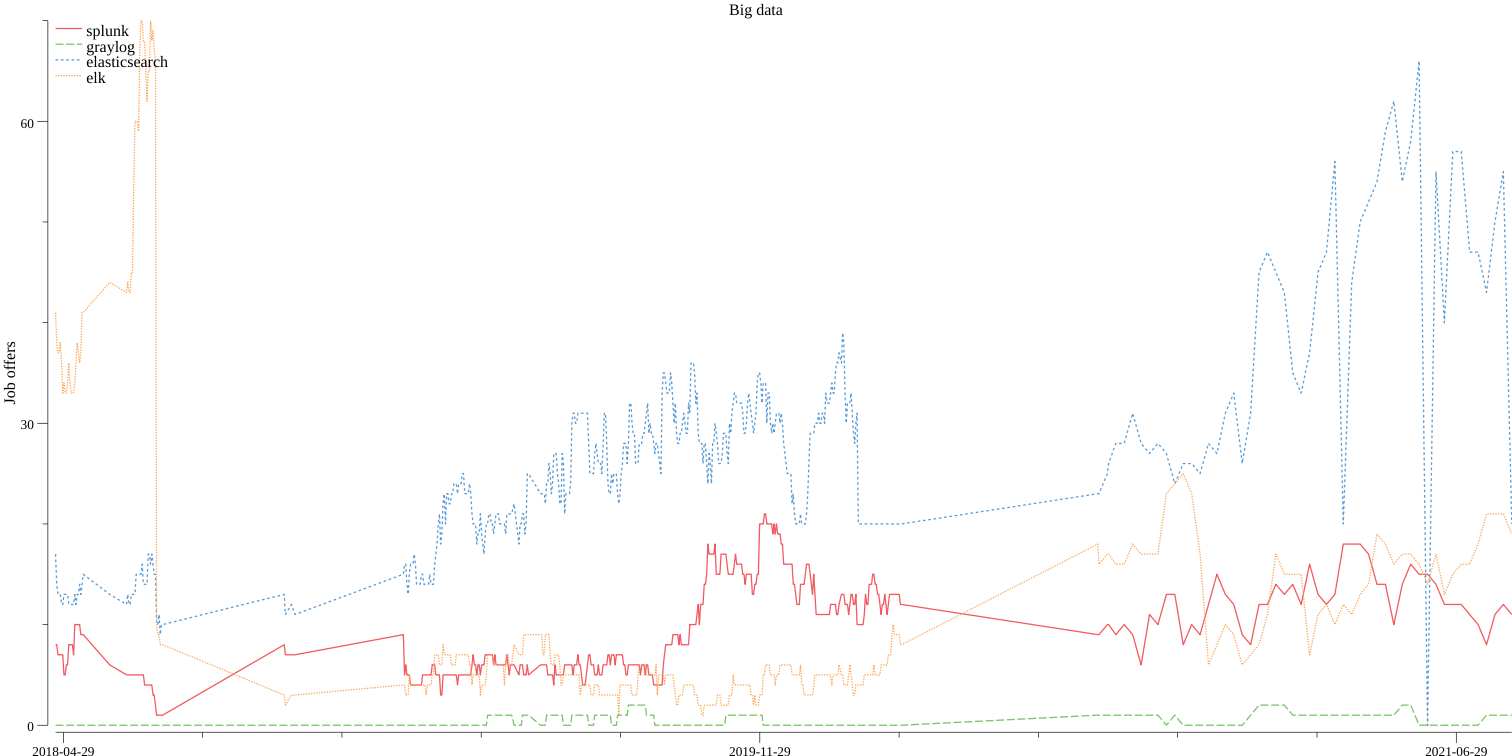 Big data
splunk
graylog
elasticsearch
elk
60
30
0
Job offers
2018-04-29
2019-11-29
2021-06-29